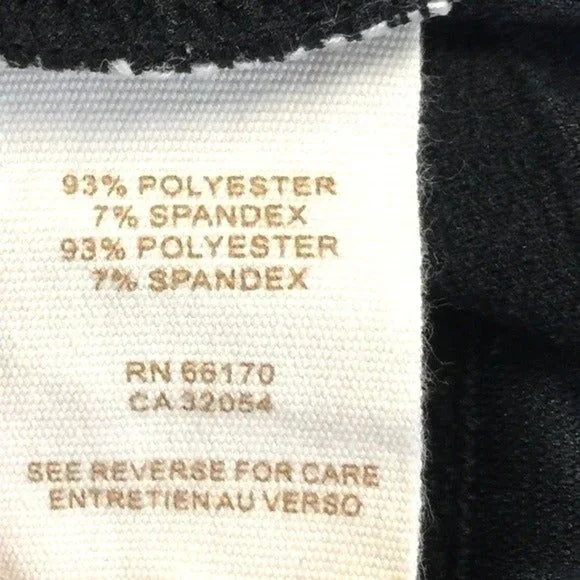 93% POLYESTER
7% SPANDEX
93% POLYESTER
7% SPANDEX
RN 66170
CA 32054
SEE REVERSE FOR CARE
ENTRETIEN AU VERSO